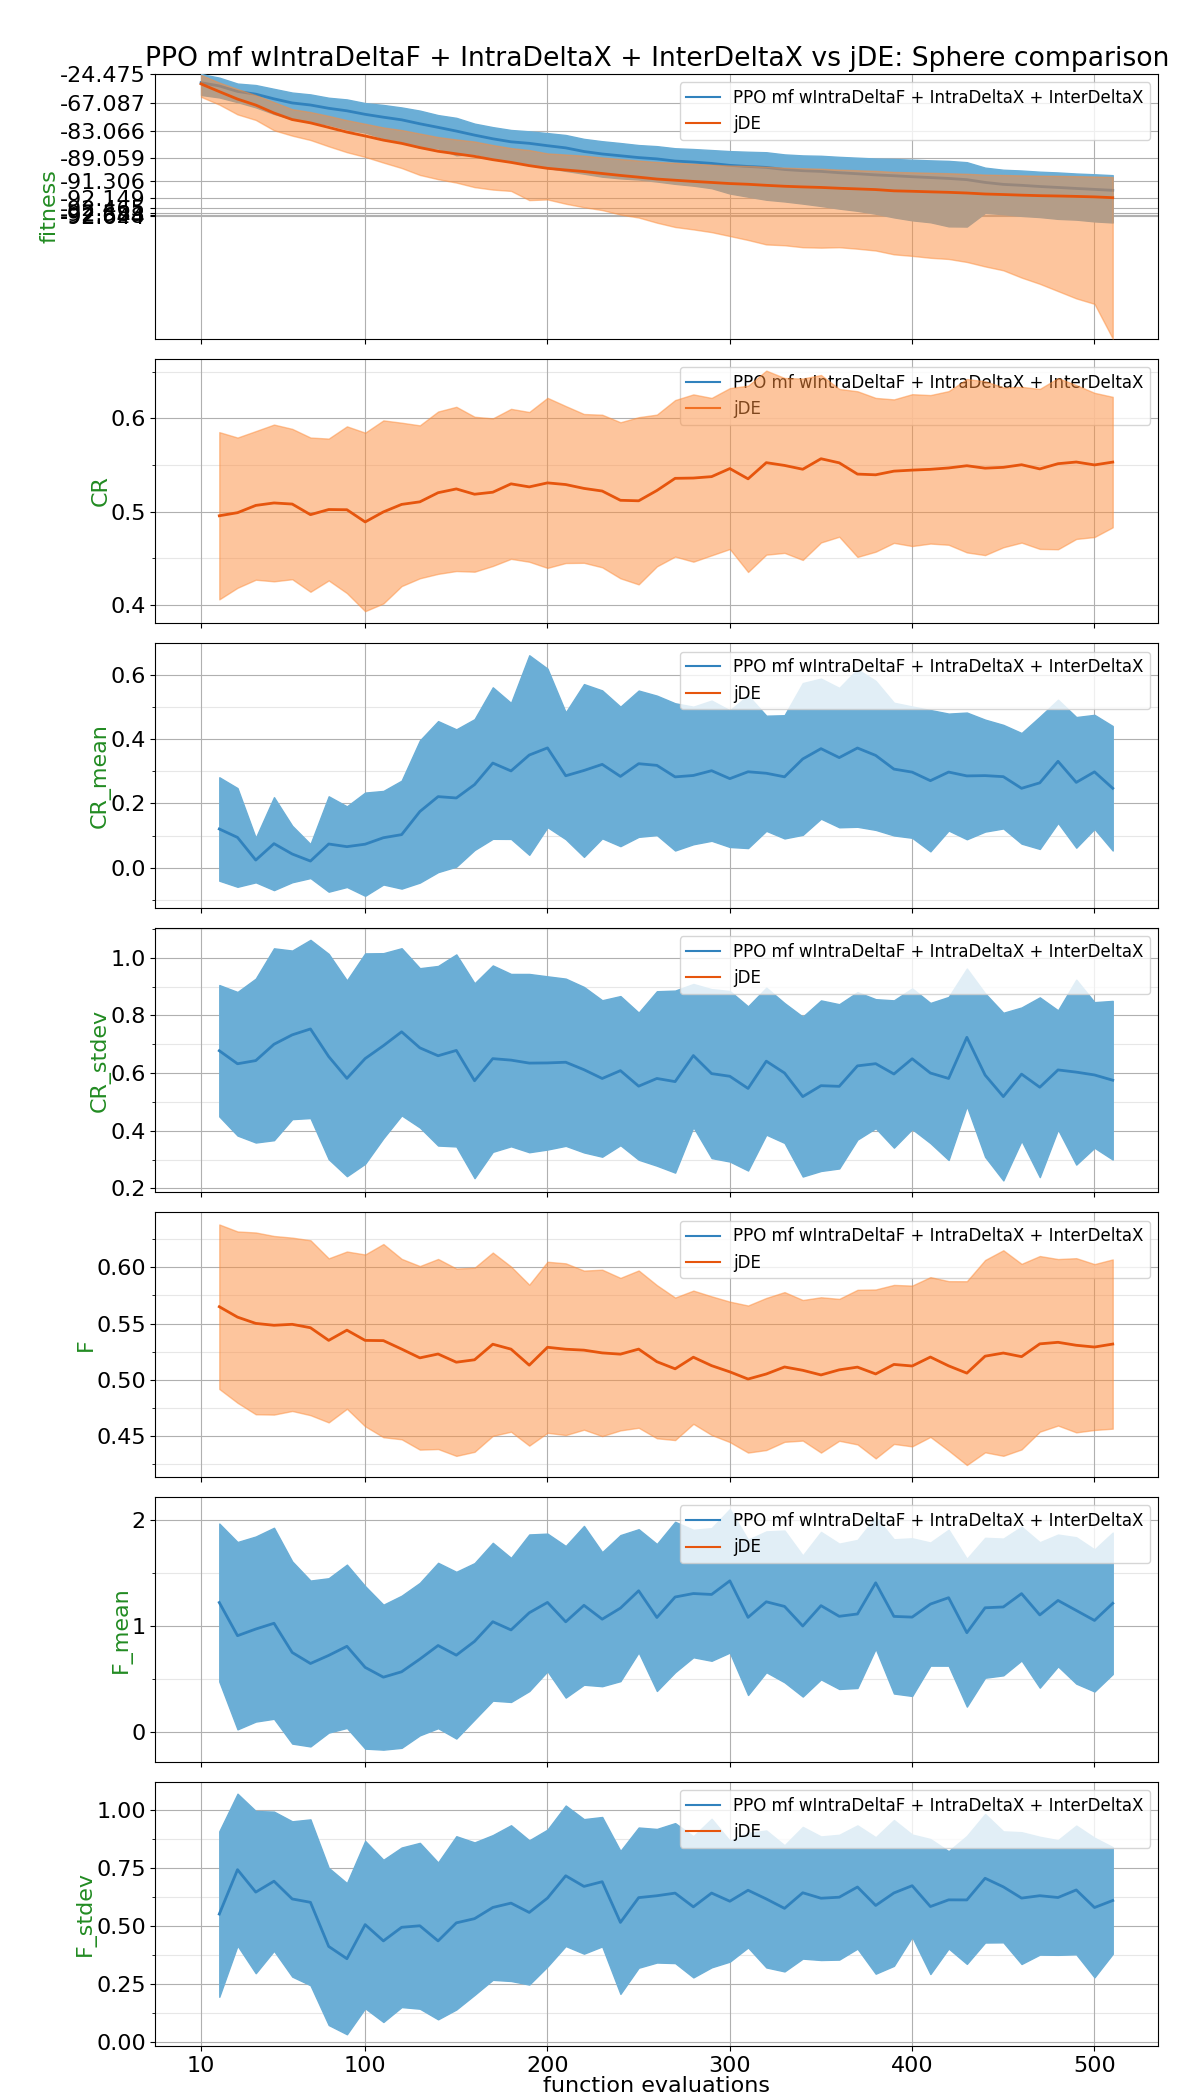 PPO mf wIntraDeltaF + IntraDeltaX + InterDeltaX vs jDE: Sphere comparison
-24.475
-67.087
-83.066
-89.059
-91.306
-92.149
fitness
PPO mf wIntraDeltaF + IntraDeltaX + InterDeltaX
jDE
0.6
0.5
0.4
CR
PPO mf wIntraDeltaF + IntraDeltaX + InterDeltaX
jDE
0.6
0.4
0.2
0.0
CR_mean
PPO mf wIntraDeltaF + IntraDeltaX + InterDeltaX
jDE
1.0
0.8
0.6
0.4
0.2
CR_stdev
PPO mf wIntraDeltaF + IntraDeltaX + InterDeltaX
jDE
0.60
0.55
0.50
0.45
F
PPO mf wIntraDeltaF + IntraDeltaX + InterDeltaX
jDE
2
1
0
F_mean
PPO mf wIntraDeltaF + IntraDeltaX + InterDeltaX
jDE
1.00
0.75
0.50
0.25
0.00
F_stdev
PPO mf wIntraDeltaF + IntraDeltaX + InterDeltaX
jDE
10 100 200 300 400 500
function evaluations